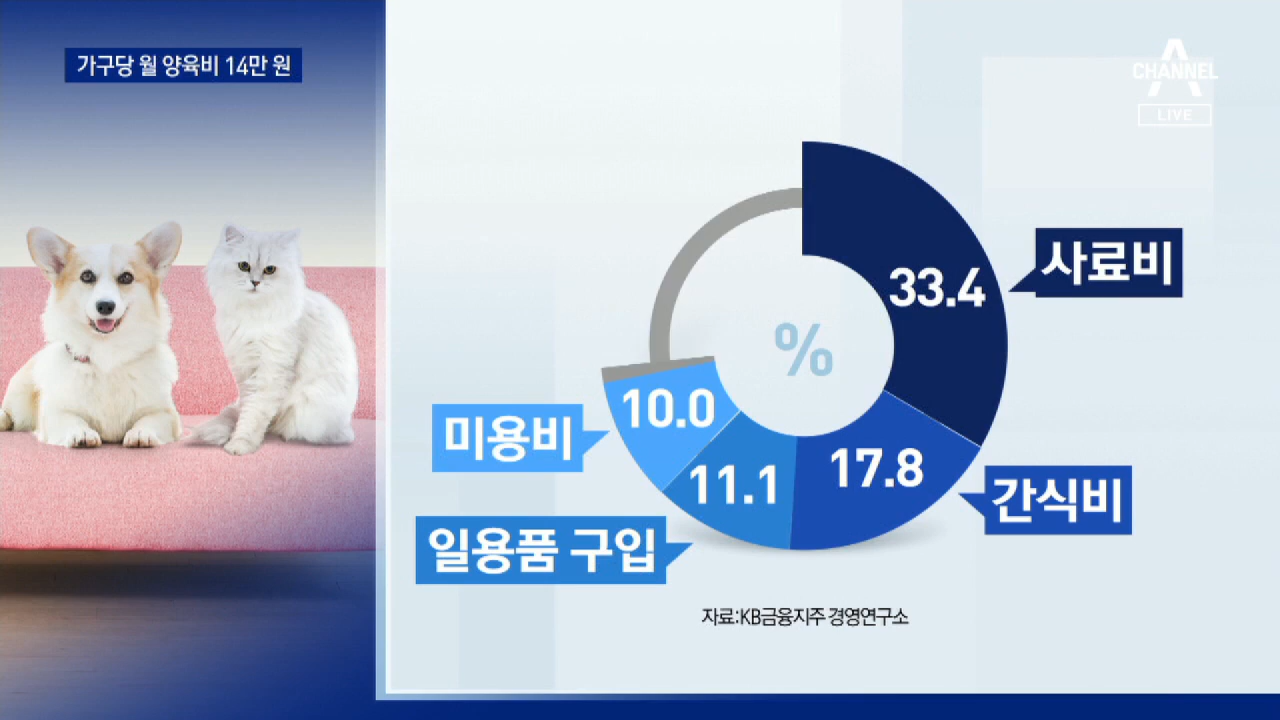 가구당 월 양육비 14만 원
CHANNEL A
LIVE
33.4
사료비
%
10.0
미용비
17.8
간식비
11.1
일용품 구입
자료:KB금융지주 경영연구소